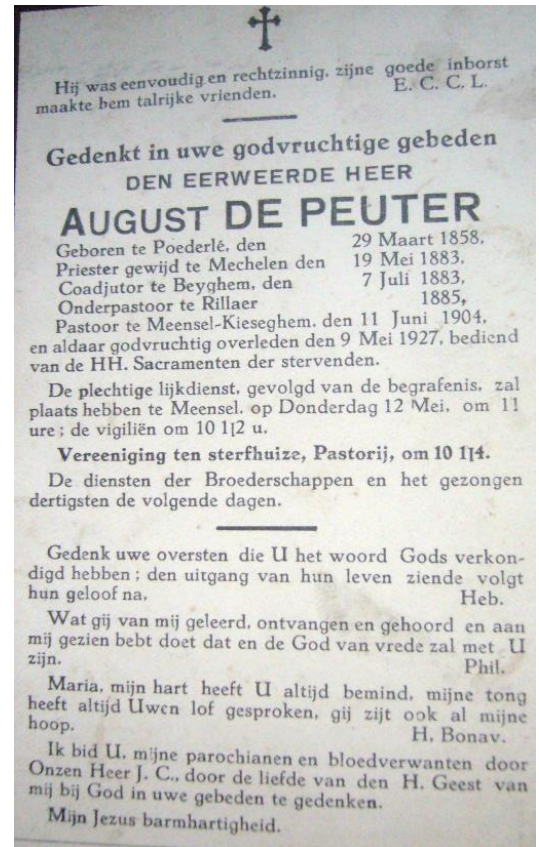 Hij was eenvoudig en rechtzinnig. zijne goede inborst
maakte bem talrijke vrienden. E. C. C. L.
Gedenkt in uwe godvruchtige gebeden
DEN EERWEERDE HEER
AUGUST DE PEUTER
Geboren te Poederlé, den 29 Maart 1858.
Priester gewijd te Mechelen den 19 Mei 1883.
Coadjutor te Beyghem, den 7 Juli 1883,
Onderpastoor te Rillaer 1885,
Pastoor te Meensel-Kieseghem, den 11 Juni 1904,
en aldaar godvruchtig overleden den 9 Mei 1927, bediend
van de HH. Sacramenten der stervenden.
De plechtige lijkdienst, gevolgd van de begrafenis, zal
plaats hebben te Meensel, op Donderdag 12 Mei, om 11
ure ; de vigiliën om 10 1|2 u.
Vereeniging ten sterfhuize, Pastorij, om 10 1|4.
De diensten der Broederschappen en het gezongen
dertigsten de volgende dagen.
Gedenk uwe oversten die U het woord Gods verkon-
digd hebben ; den uitgang van hun leven ziende volgt
hun geloof na, Heb.
Wat gij van mij geleerd, ontvangen en gehoord en aan
mij gezien bebt doet dat en de God van vrede zal met U
zijn. Phil.
Maria, mijn hart heeft U altijd bemind, mijne tong
heeft altijd Uwen lof gesproken, gij zijt ook al mijne
hoop. H. Bonav.
Ik bid U, mijne parochianen en bloedverwanten door
Onzen Heer J. C., door de liefde van den H. Geest van
mij bij God in uwe gebeden te gedenken.
Mijn Jezus barmhartigheid.